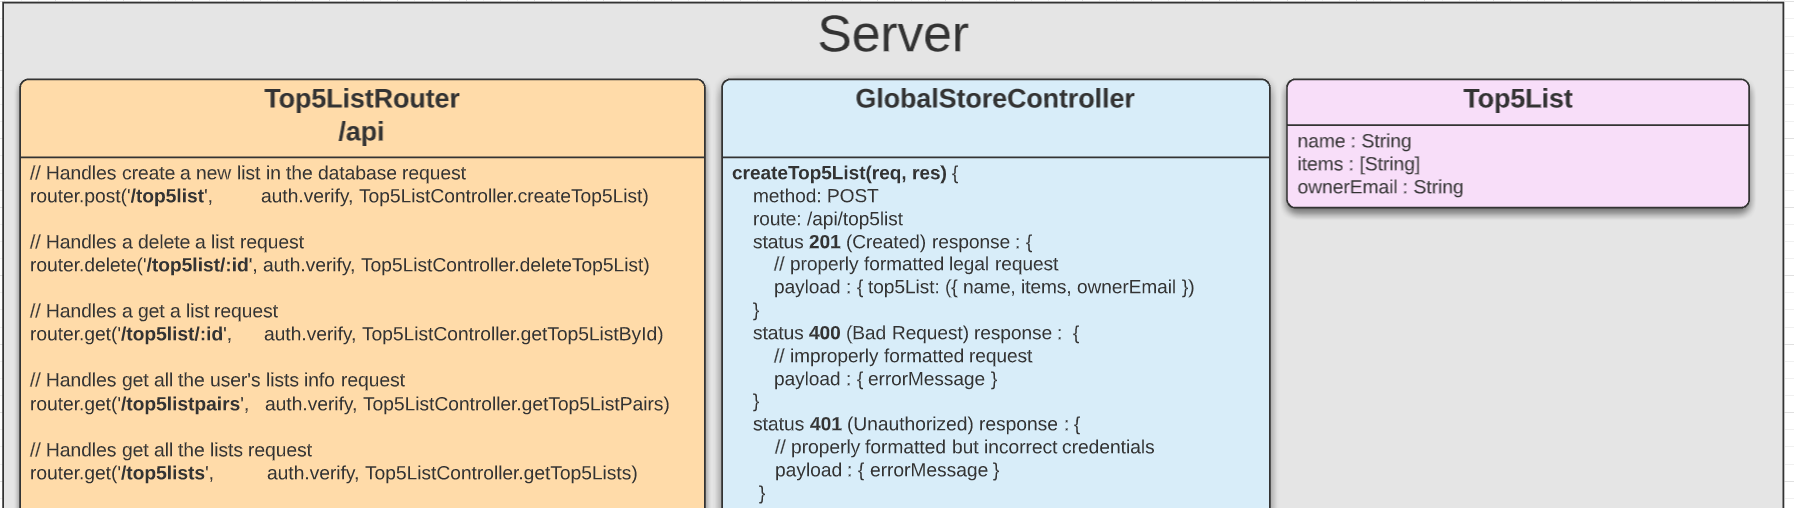 Server
Top5ListRouter
/api
// Handles create a new list in the database request
router.post('/top5list', auth.verify, Top5ListController.createTop5List)
// Handles a delete a list request
router.delete('/top5list/:id', auth.verify, Top5ListController.deleteTop5List)
// Handles a get a list request
router.get('/top5list/:id', auth.verify, Top5ListController.getTop5ListById)
// Handles get all the user's lists info request
router.get('/top5listpairs', auth.verify, Top5ListController.getTop5ListPairs)
// Handles get all the lists request
router.get('/top5lists', auth.verify, Top5ListController.getTop5Lists)
GlobalStoreController
createTop5List(req, res) {
method: POST
route: /api/top5list
status 201 (Created) response : {
// properly formatted legal request
payload : { top5List: ({ name, items, ownerEmail })
}
status 400 (Bad Request) response : {
// improperly formatted request
payload : { errorMessage }
}
status 401 (Unauthorized) response : {
// properly formatted but incorrect credentials
payload : { errorMessage }
}
Top5List
name : String
items : [String]
ownerEmail : String